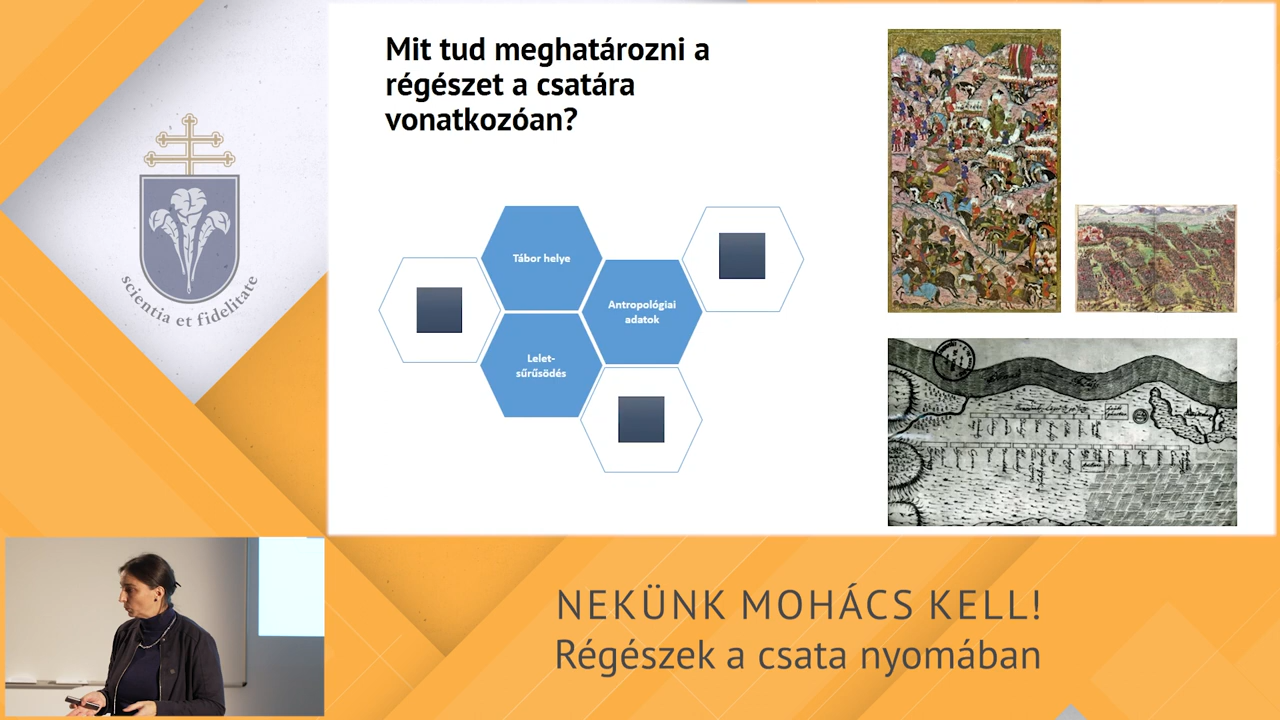 Mit tud meghatározni a
régészet a csatára
vonatkozóan?
Tábor helye
Antropológiai
adatok
Lelet-
sűrűsödés
scientia et fidelitate
NEKÜNK MOHÁCS KELL!
Régészek a csata nyomában